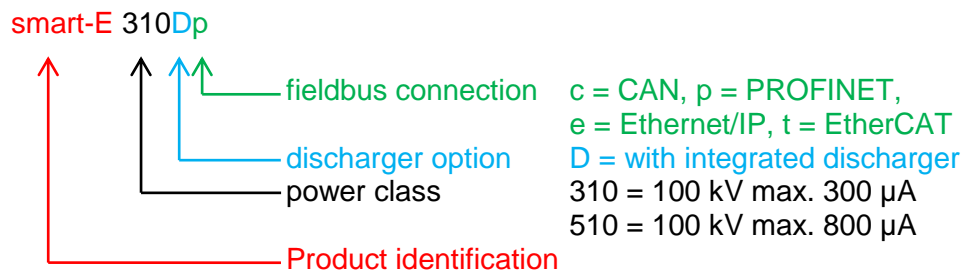 smart-E 310Dp
fieldbus connection c = CAN, p = PROFINET,
e = Ethernet/IP, t = EtherCAT
discharger option D = with integrated discharger
power class 310 = 100 kV max. 300 µA
510 = 100 kV max. 800 µA
Product identification